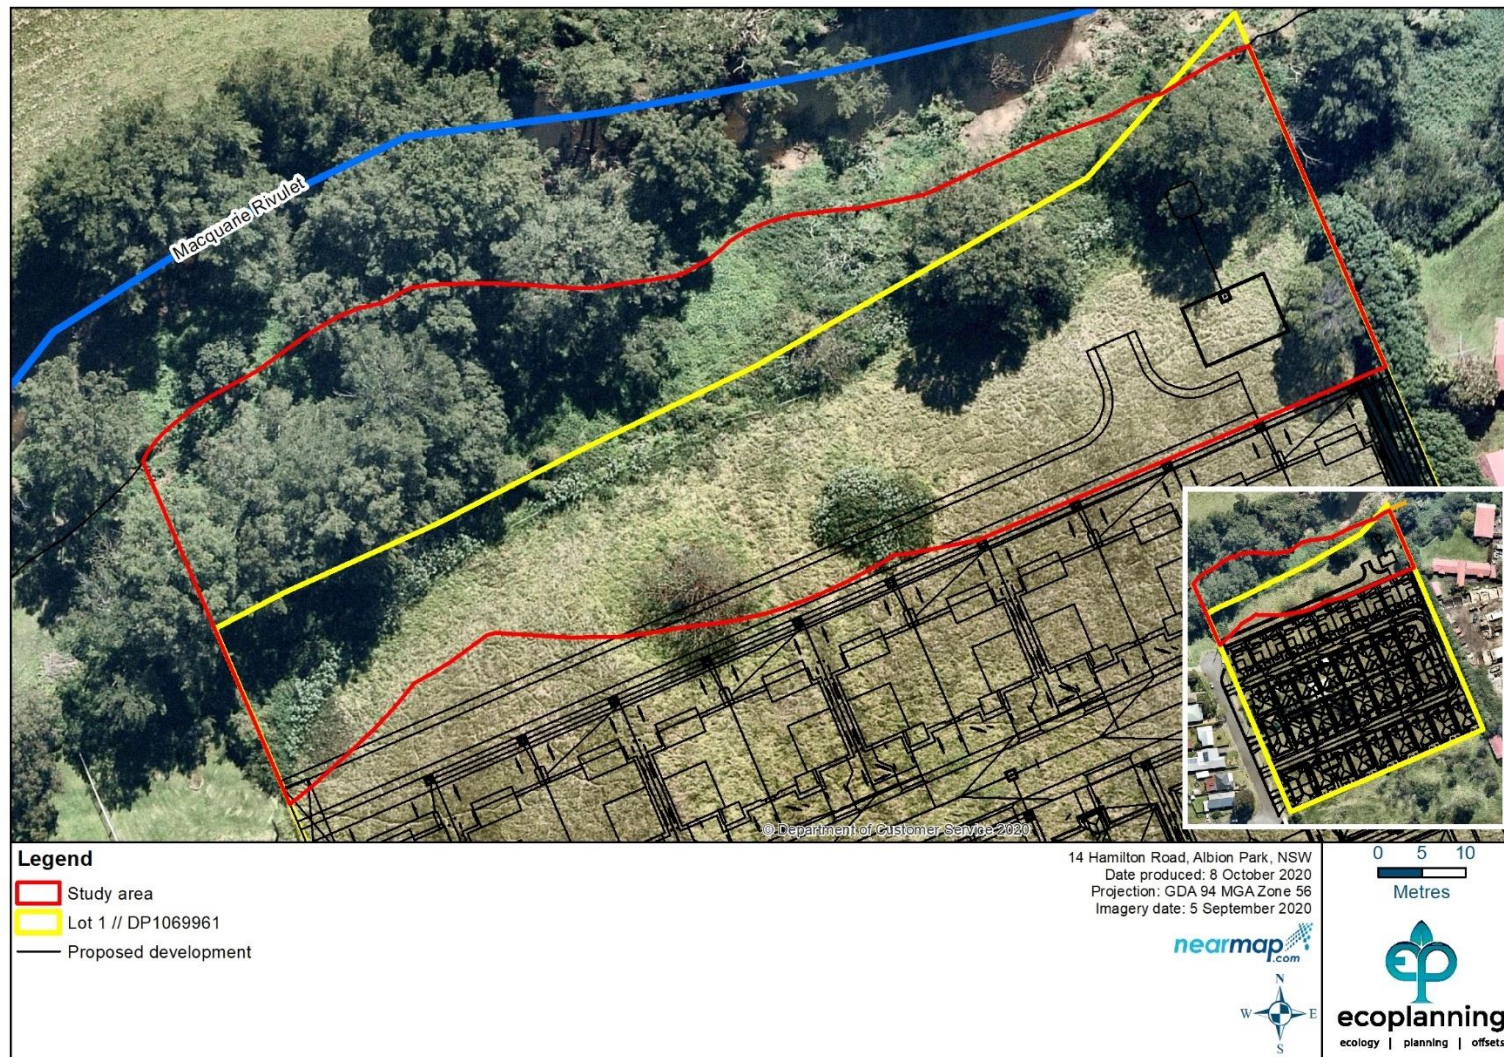 Macquarie Rivulet
© Department of Customer Service 2020
Legend
Study area
Lot 1 // DP1069961
Proposed development
14 Hamilton Road, Albion Park, NSW
Date produced: 8 October 2020
Projection: GDA 94 MGA Zone 56
Imagery date: 5 September 2020
nearmap
.com
N
W E
S
0 5 10
Metres
ep
ecoplanning
ecology | planning | offsets